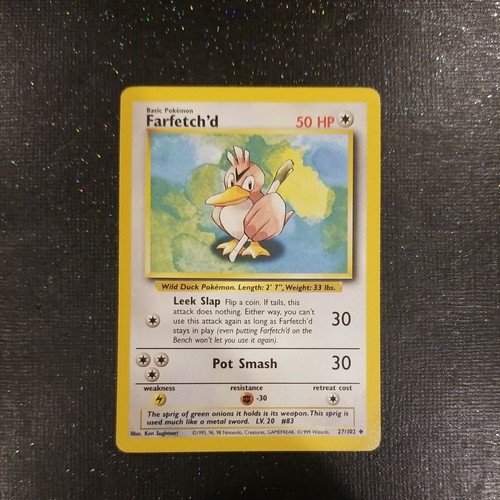 Basic Pokémon
Farfetch'd
50 HP
Wild Duck Pokémon. Length: 2' 7", Weight: 33 lbs.
Leek Slap Flip a coin. If tails, this
attack does nothing. Either way, you can't
use this attack again as long as Farfetch'd
stays in play (even putting Farfetch'd on the
Bench won't let you use it again).
30
Pot Smash
30
weakness
resistance
retreat cost
-30
The sprig of green onions it holds is its weapon. This sprig is
used much like a metal sword. LV. 20 #83
Illus. Ken Sugimori
©1995, 96, 98 Nintendo, Creatures, GAMEFREAK. ©1999 Wizards.
27/102